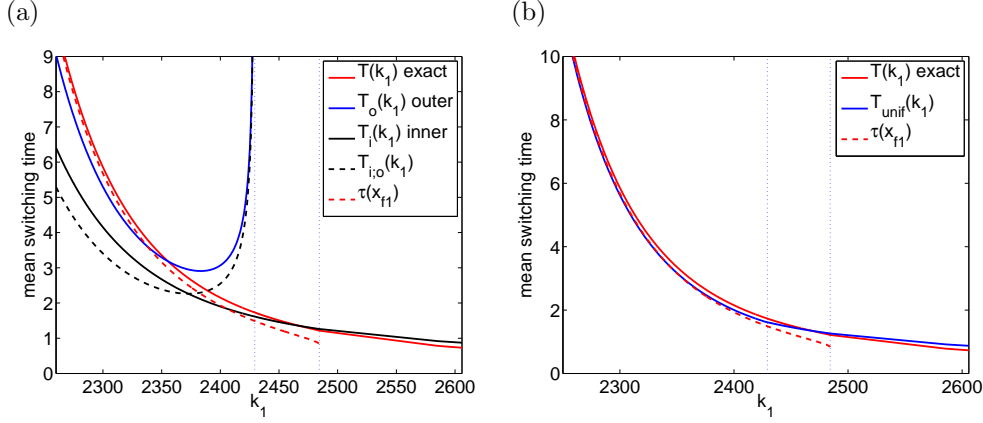 (a)
mean switching time
9
8
7
6
5
4
3
2
1
0
T(k1) exact
To(k1) outer
Ti(k1) inner
Ti;o(k1)
τ(xf1)
2300 2350 2400 2450 2500 2550 2600
k1
(b)
mean switching time
10
8
6
4
2
0
T(k1) exact
Tunif(k1)
τ(xf1)
2300 2400 2500 2600
k1